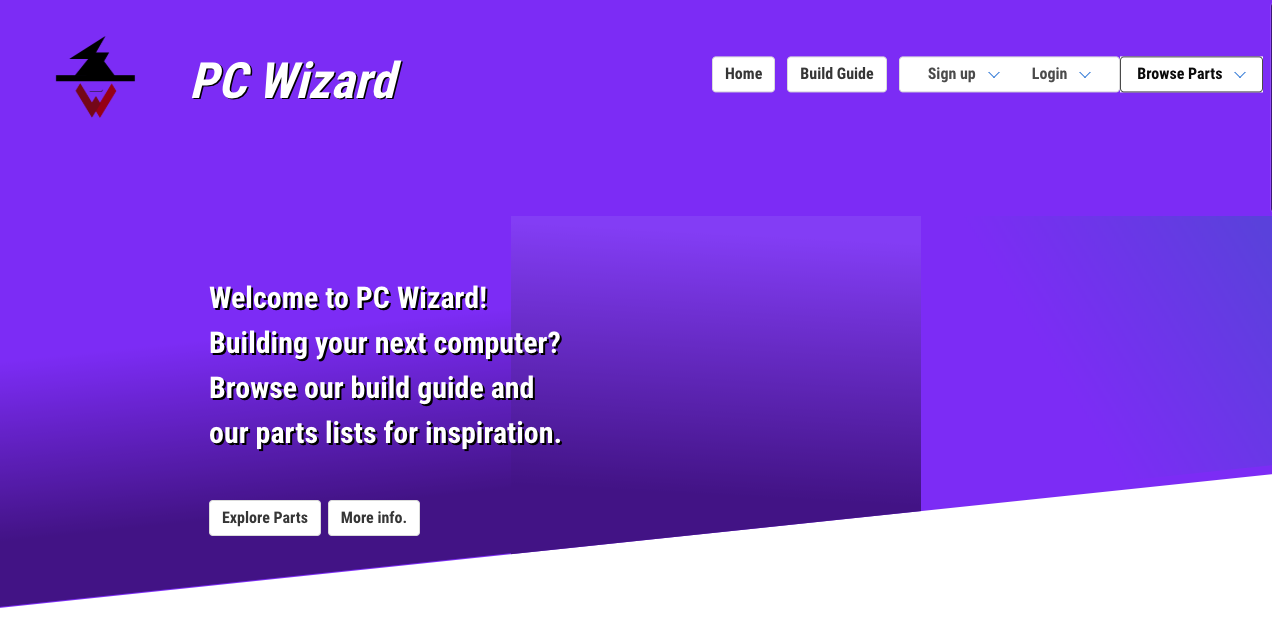 PC Wizard
Home
Build Guide
Sign up
Login
Browse Parts
Welcome to PC Wizard!
Building your next computer?
Browse our build guide and
our parts lists for inspiration.
Explore Parts
More info.